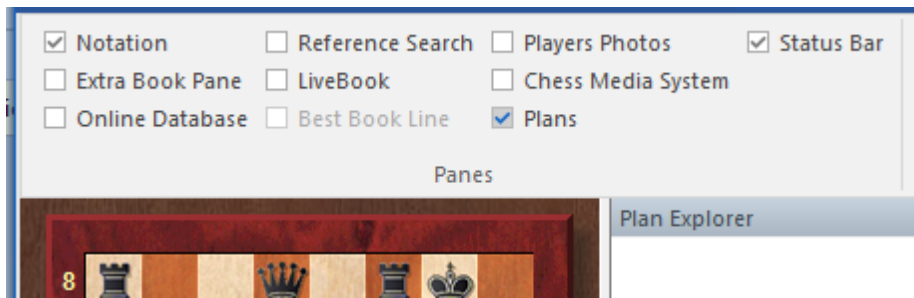 Notation Reference Search Players Photos Status Bar
Extra Book Pane LiveBook Chess Media System
Online Database Best Book Line Plans
Panes
Plan Explorer
8